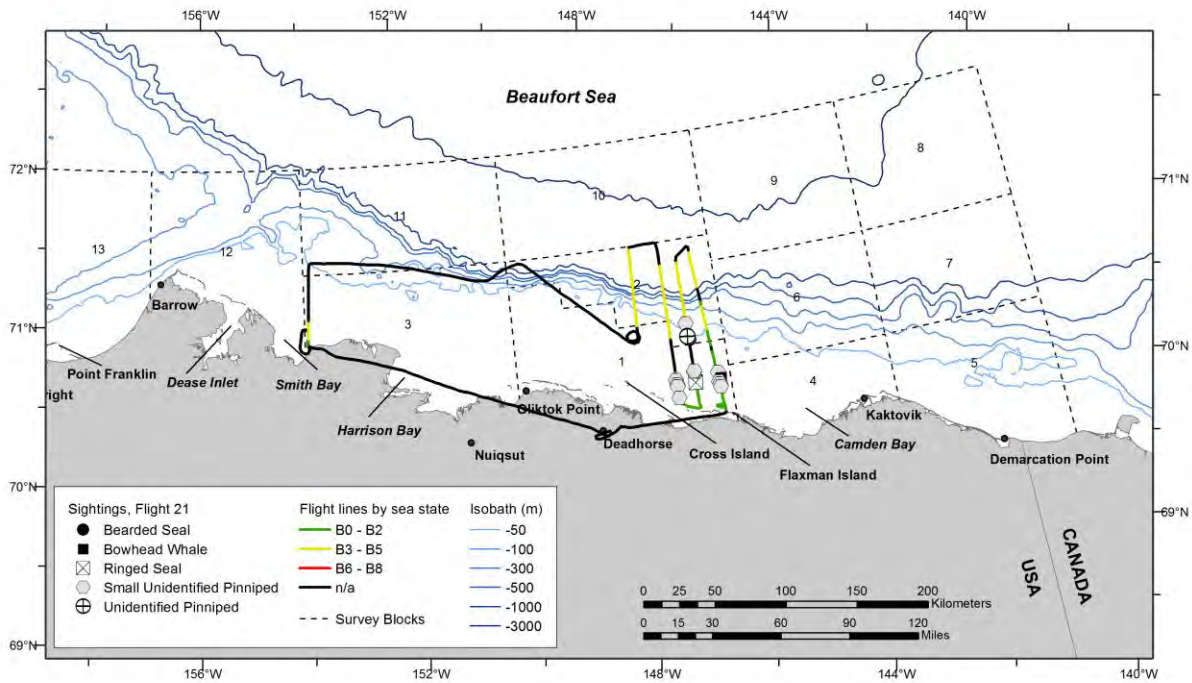 156°W 152°W 148°W 144°W 140°W
Beaufort Sea
72°N
71°N
71°N
70°N
70°N
69°N
69°N
8
9
10
11
13
12
7
2
6
3
5
1
4
Barrow
Point Franklin
right
Dease Inlet
Smith Bay
Harrison Bay
Oliktok Point
Nuiqsut
Deadhorse
Cross Island
Flaxman Island
Camden Bay
Kaktovik
Demarcation Point
USA
CANADA
Sightings, Flight 21
Bearded Seal
Bowhead Whale
Ringed Seal
Small Unidentified Pinniped
Unidentified Pinniped
Flight lines by sea state
B0 - B2
B3 - B5
B6 - B8
n/a
Survey Blocks
Isobath (m)
-50
-100
-300
-500
-1000
-3000
0 25 50 100 150 200
Kilometers
0 15 30 60 90 120
Miles
156°W 154°W 152°W 150°W 148°W 146°W 144°W 142°W 140°W